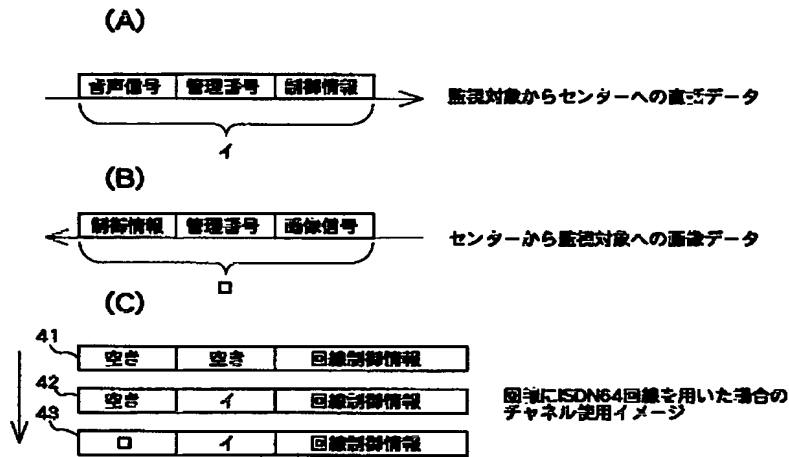 (A)
音声信号 管理番号 制御情報
監視対象からセンターへの直話データ
イ
(B)
制御情報 管理番号 画像信号
センターから監視対象への画像データ
ロ
(C)
41 空き 空き 回線制御情報
42 空き イ 回線制御情報
回線にISDN64回線を用いた場合の
チャネル使用イメージ
43 ロ イ 回線制御情報